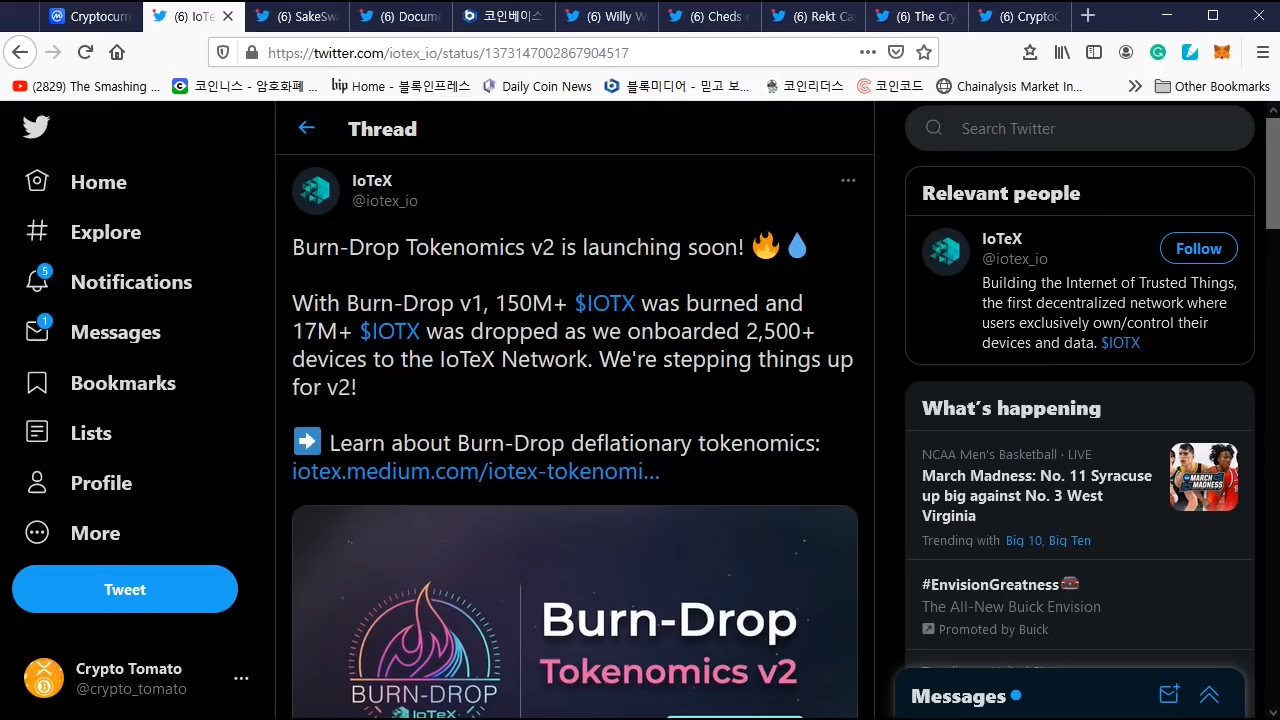 Cryptocurr
(6) IoTe
(6) SakeSw
(6) Docume
코인베이스
(6) Willy W
(6) Cheds
(6) Rekt Ca
(6) The Cry
(6) CryptoC
https://twitter.com/iotex_io/status/1373147002867904517
(2829) The Smashing ...
코인니스 - 암호화폐 ...
bip Home - 블록인프레스
Daily Coin News
블록미디어 - 믿고 보...
코인리더스
코인코드
Chainalysis Market In...
Other Bookmarks
Home
Explore
5
Notifications
1
Messages
Bookmarks
Lists
Profile
More
Tweet
Crypto Tomato
@crypto_tomato
Thread
IoTeX
@iotex_io
Burn-Drop Tokenomics v2 is launching soon! 🔥💧
With Burn-Drop v1, 150M+ $IOTX was burned and
17M+ $IOTX was dropped as we onboarded 2,500+
devices to the IoTeX Network. We're stepping things up
for v2!
➡️ Learn about Burn-Drop deflationary tokenomics:
iotex.medium.com/iotex-tokenomi...
BURN-DROP
IoTeX
Burn-Drop
Tokenomics v2
Search Twitter
Relevant people
IoTeX
@iotex_io
Follow
Building the Internet of Trusted Things,
the first decentralized network where
users exclusively own/control their
devices and data. $IOTX
What's happening
NCAA Men's Basketball · LIVE
March Madness: No. 11 Syracuse
up big against No. 3 West
Virginia
Trending with Big 10, Big Ten
MARCH
MADNESS
#EnvisionGreatness
The All-New Buick Envision
Promoted by Buick
Messages